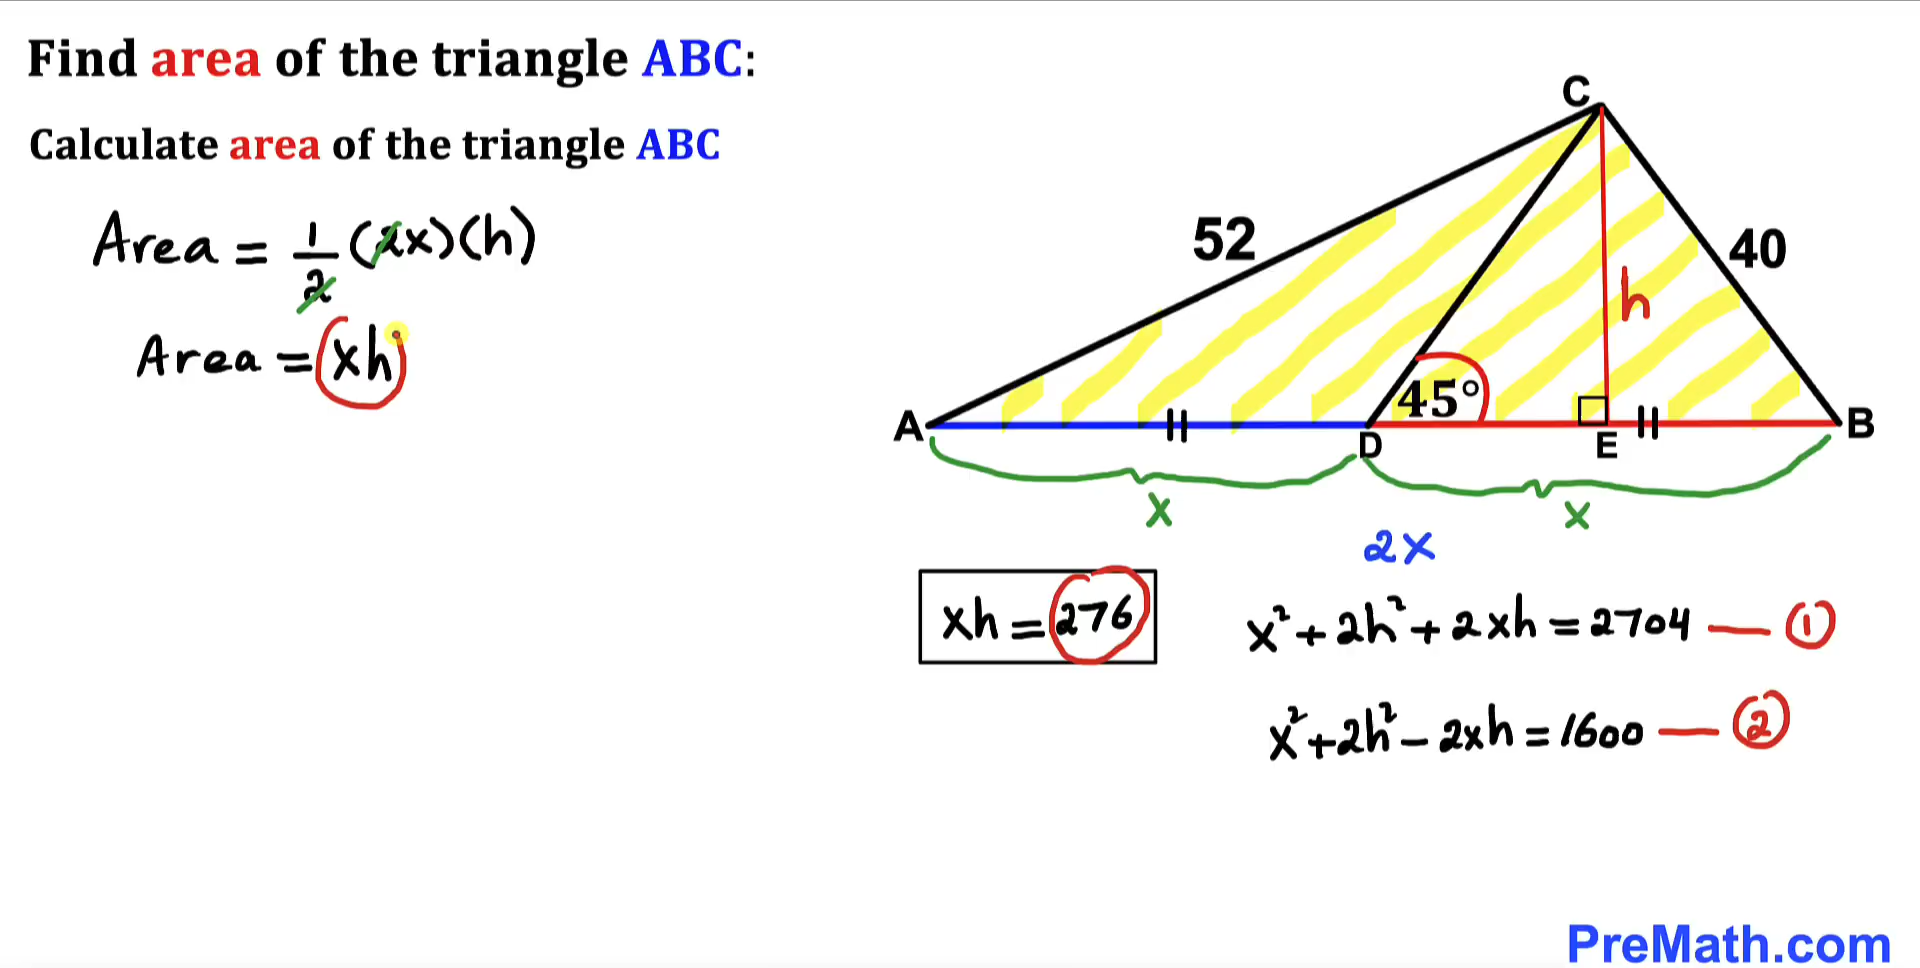 Find area of the triangle ABC:
Calculate area of the triangle ABC
Area = 1/2 (2x)(h)
Area = xh
C
52
40
h
45°
A
D
E
B
x
x
2x
xh = 276
x² + 2h² + 2xh = 2704 — ①
x² + 2h² - 2xh = 1600 — ②
PreMath.com